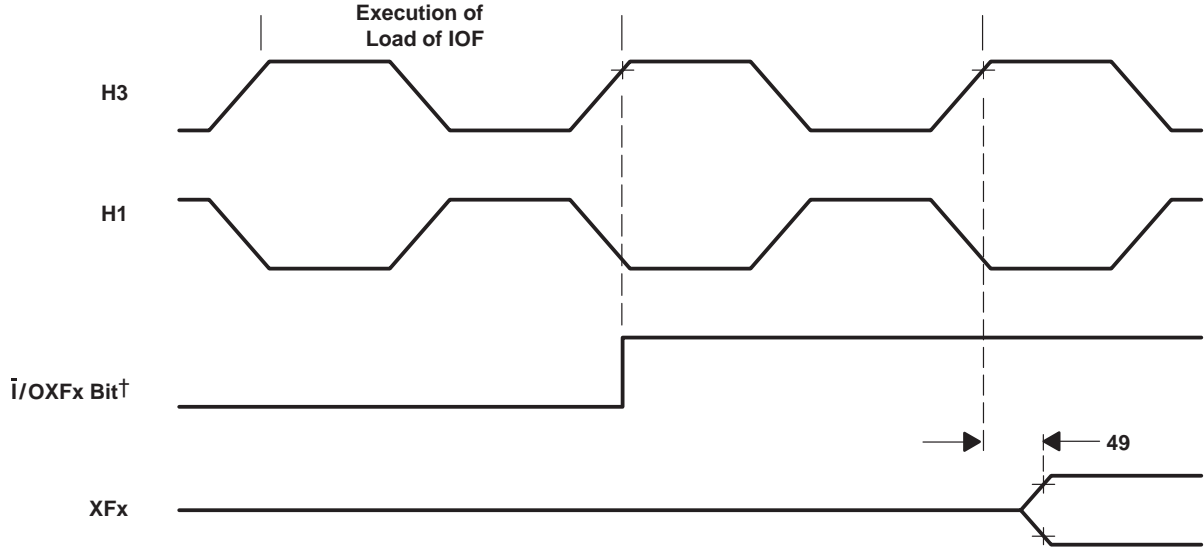 Execution of
Load of IOF
H3
H1
Ī/OXFx Bit†
49
XFx